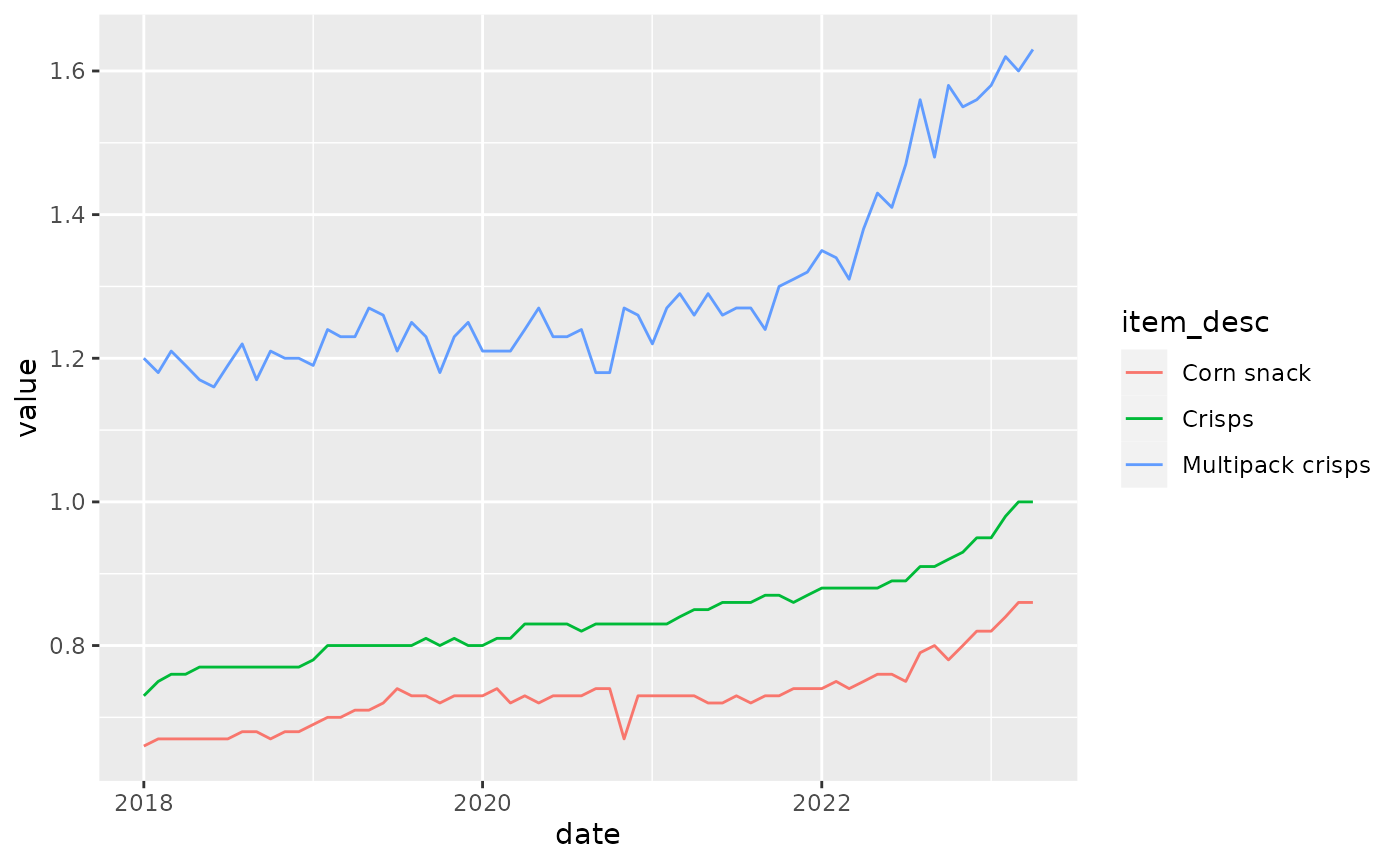 1.6
1.4
1.2
1.0
0.8
value
2018
2020
2022
date
item_desc
Corn snack
Crisps
Multipack crisps